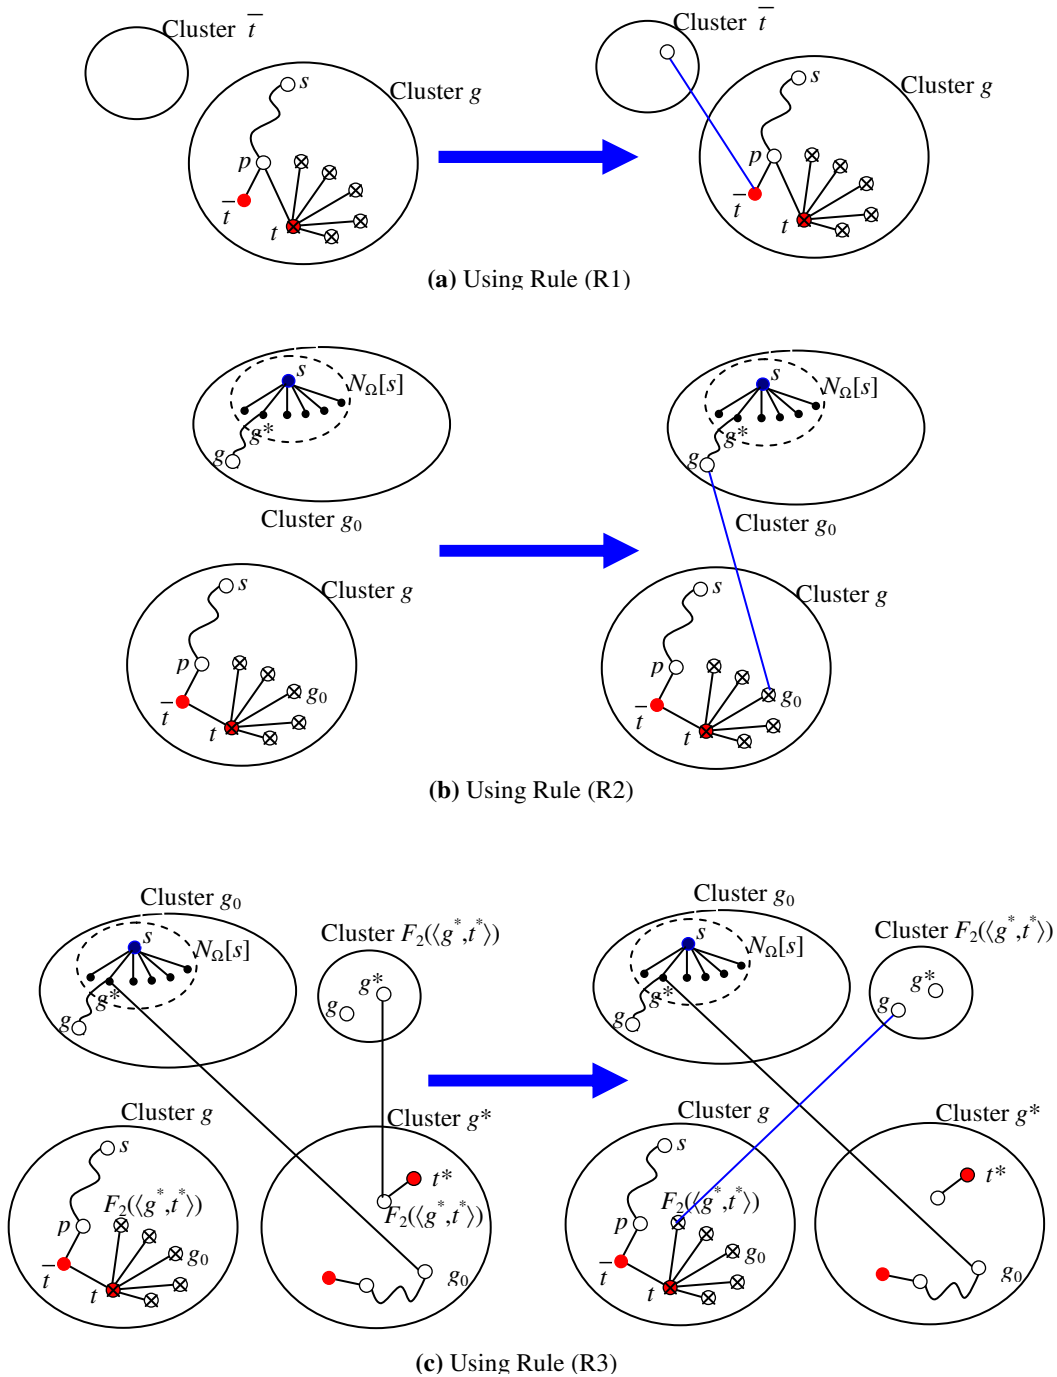 Cluster t̅
Cluster t̅
s
Cluster g
s
Cluster g
p
p
t̅
t
t̅
t
(a) Using Rule (R1)
s
N_Ω[s]
s
N_Ω[s]
g*
g
g*
g
Cluster g₀
Cluster g₀
s
Cluster g
s
Cluster g
p
g₀
p
g₀
t̅
t
t̅
t
(b) Using Rule (R2)
Cluster g₀
Cluster F₂(⟨g*,t*⟩)
Cluster g₀
Cluster F₂(⟨g*,t*⟩)
s
N_Ω[s]
s
N_Ω[s]
g*
g
g*
g
g*
g
g*
g
Cluster g
Cluster g*
Cluster g
Cluster g*
s
t*
s
t*
F₂(⟨g*,t*⟩)
F₂(⟨g*,t*⟩)
F₂(⟨g*,t*⟩)
p
g₀
g₀
p
g₀
g₀
t̅
t
t̅
t
(c) Using Rule (R3)